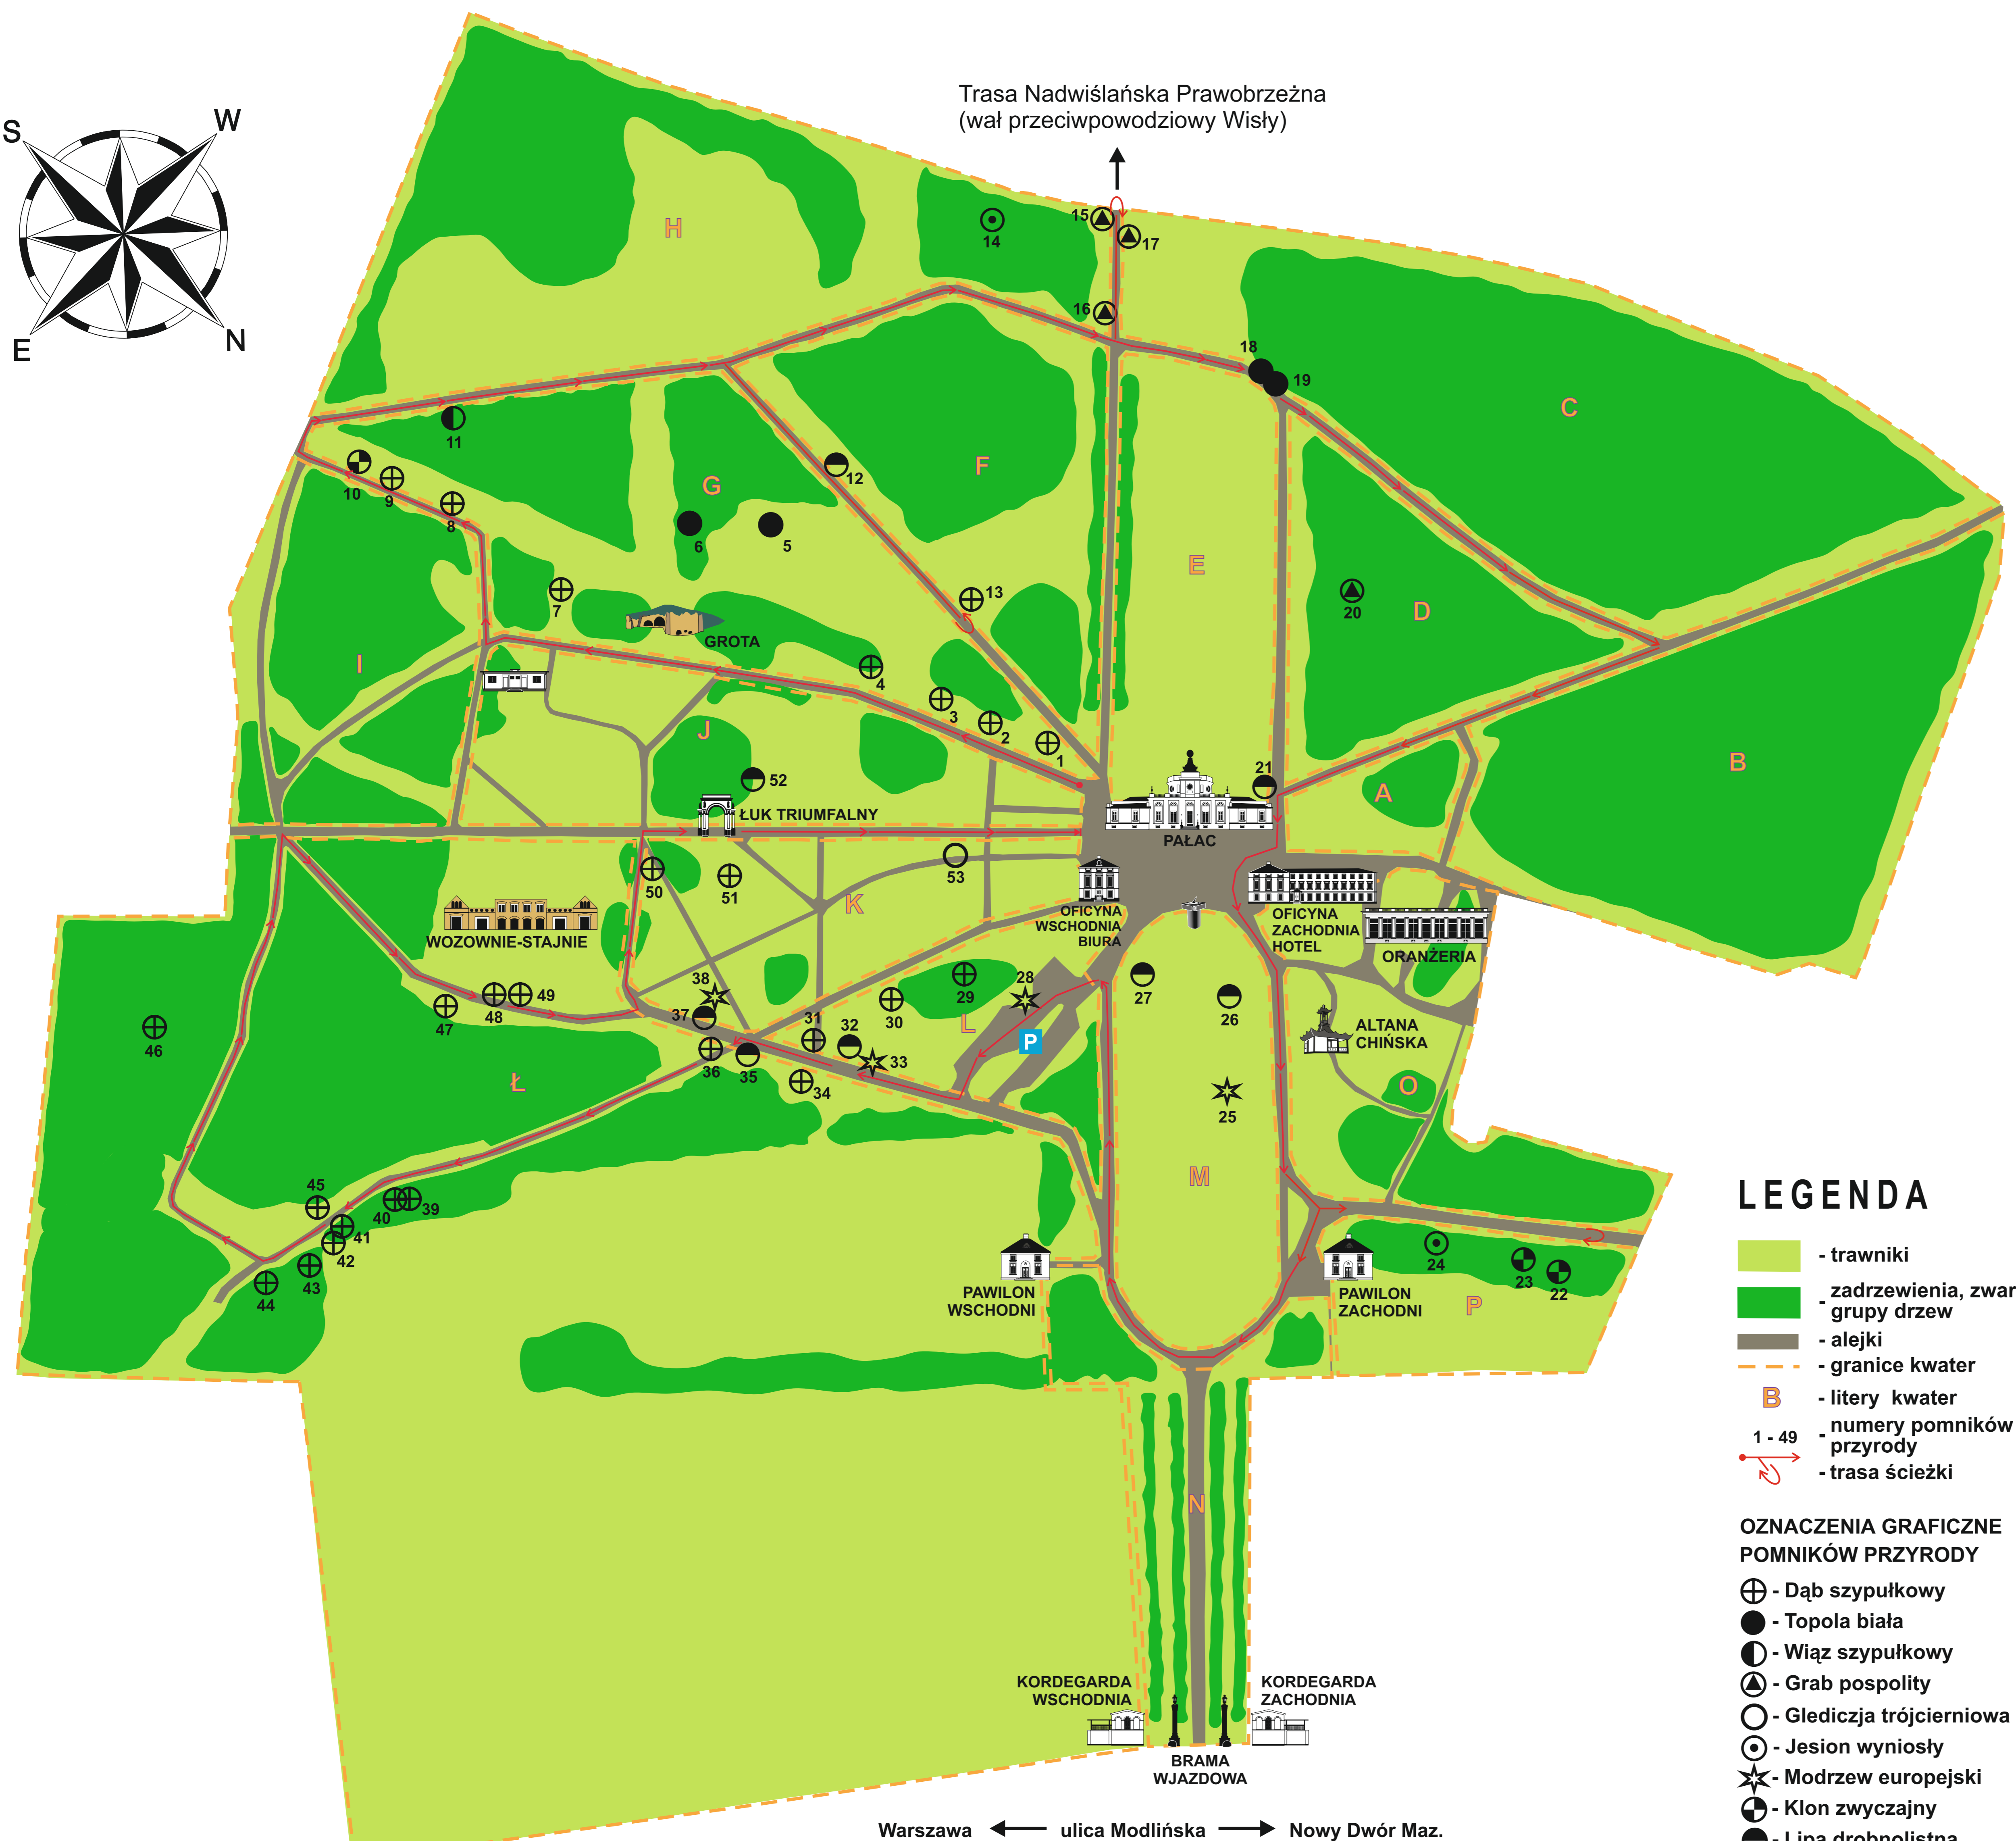 Trasa Nadwiślańska Prawobrzeżna
(wał przeciwpowodziowy Wisły)
S
W
E
N
H
14
15
17
16
18
19
C
11
10
9
8
G
12
F
6
5
E
7
13
GROTA
20
D
I
4
3
2
1
J
52
ŁUK TRIUMFALNY
21
A
B
PAŁAC
50
51
53
K
OFICYNA
WSCHODNIA
BIURA
OFICYNA
ZACHODNIA
HOTEL
ORANŻERIA
WOZOWNIE-STAJNIE
38
37
49
48
47
46
36
35
31
32
33
34
30
29
28
L
P
27
26
25
ALTANA
CHIŃSKA
O
Ł
M
45
40
39
41
42
43
44
PAWILON
WSCHODNI
PAWILON
ZACHODNI
24
23
22
P
N
KORDEGARDA
WSCHODNIA
KORDEGARDA
ZACHODNIA
BRAMA
WJAZDOWA
Warszawa
ulica Modlińska
Nowy Dwór Maz.
LEGENDA
- trawniki
- zadrzewienia, zwar
grupy drzew
- alejki
- granice kwater
B - litery kwater
1 - 49 - numery pomników
przyrody
- trasa ścieżki
OZNACZENIA GRAFICZNE
POMNIKÓW PRZYRODY
- Dąb szypułkowy
- Topola biała
- Wiąz szypułkowy
- Grab pospolity
- Glediczja trójcierniowa
- Jesion wyniosły
- Modrzew europejski
- Klon zwyczajny
- Lipa drobnolistna